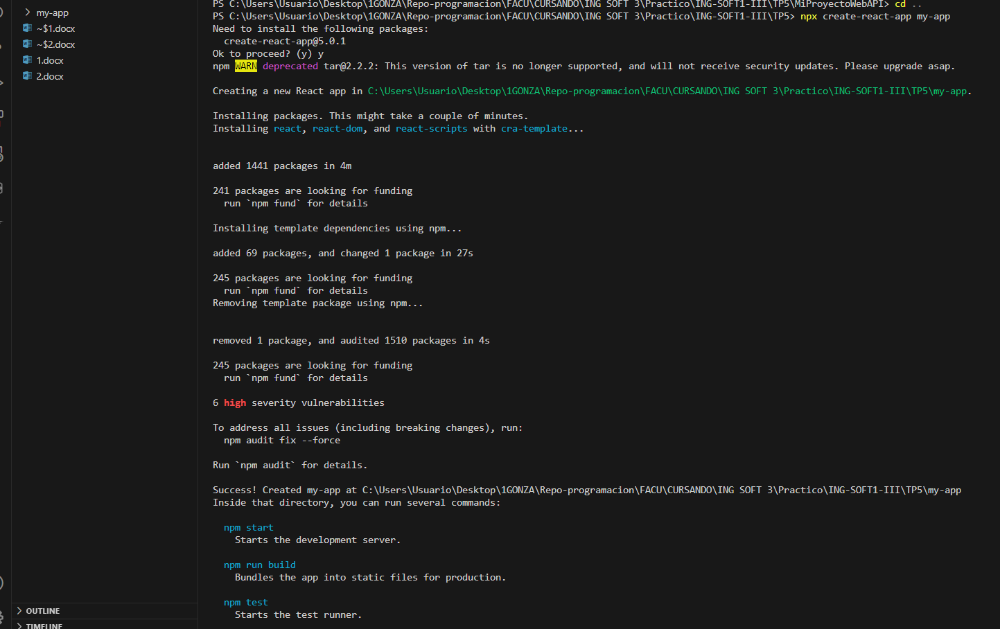 my-app
~$1.docx
~$2.docx
1.docx
2.docx
OUTLINE
TIMELINE
PS C:\Users\Usuario\Desktop\1GONZA\Repo-programacion\FACU\CURSANDO\ING SOFT 3\Practico\ING-SOFT1-III\TP5\MiProyectoWebAPI> cd ..
PS C:\Users\Usuario\Desktop\1GONZA\Repo-programacion\FACU\CURSANDO\ING SOFT 3\Practico\ING-SOFT1-III\TP5> npx create-react-app my-app
Need to install the following packages:
create-react-app@5.0.1
Ok to proceed? (y) y
npm WARN deprecated tar@2.2.2: This version of tar is no longer supported, and will not receive security updates. Please upgrade asap.
Creating a new React app in C:\Users\Usuario\Desktop\1GONZA\Repo-programacion\FACU\CURSANDO\ING SOFT 3\Practico\ING-SOFT1-III\TP5\my-app.
Installing packages. This might take a couple of minutes.
Installing react, react-dom, and react-scripts with cra-template...
added 1441 packages in 4m
241 packages are looking for funding
run `npm fund` for details
Installing template dependencies using npm...
added 69 packages, and changed 1 package in 27s
245 packages are looking for funding
run `npm fund` for details
Removing template package using npm...
removed 1 package, and audited 1510 packages in 4s
245 packages are looking for funding
run `npm fund` for details
6 high severity vulnerabilities
To address all issues (including breaking changes), run:
npm audit fix --force
Run `npm audit` for details.
Success! Created my-app at C:\Users\Usuario\Desktop\1GONZA\Repo-programacion\FACU\CURSANDO\ING SOFT 3\Practico\ING-SOFT1-III\TP5\my-app
Inside that directory, you can run several commands:
npm start
Starts the development server.
npm run build
Bundles the app into static files for production.
npm test
Starts the test runner.